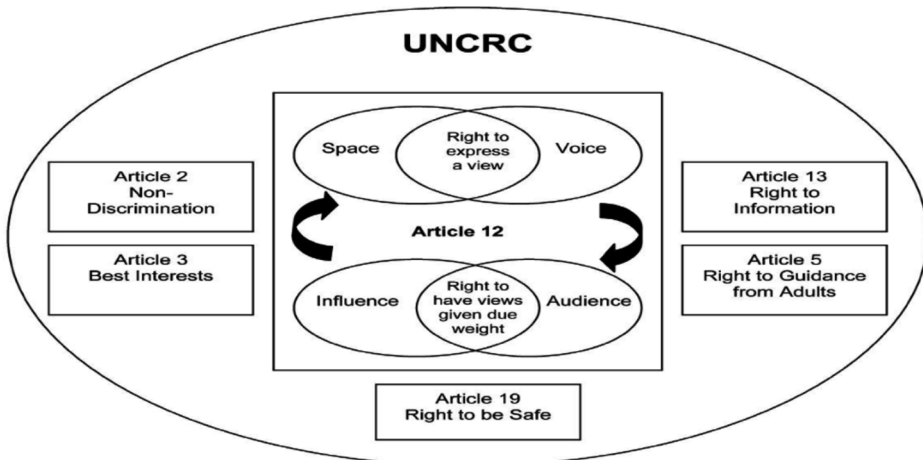 UNCRC
Space
Right to
express
a view
Voice
Article 2
Non-
Discrimination
Article 13
Right to
Information
Article 12
Article 3
Best Interests
Article 5
Right to Guidance
from Adults
Influence
Right to
have views
given due
weight
Audience
Article 19
Right to be Safe